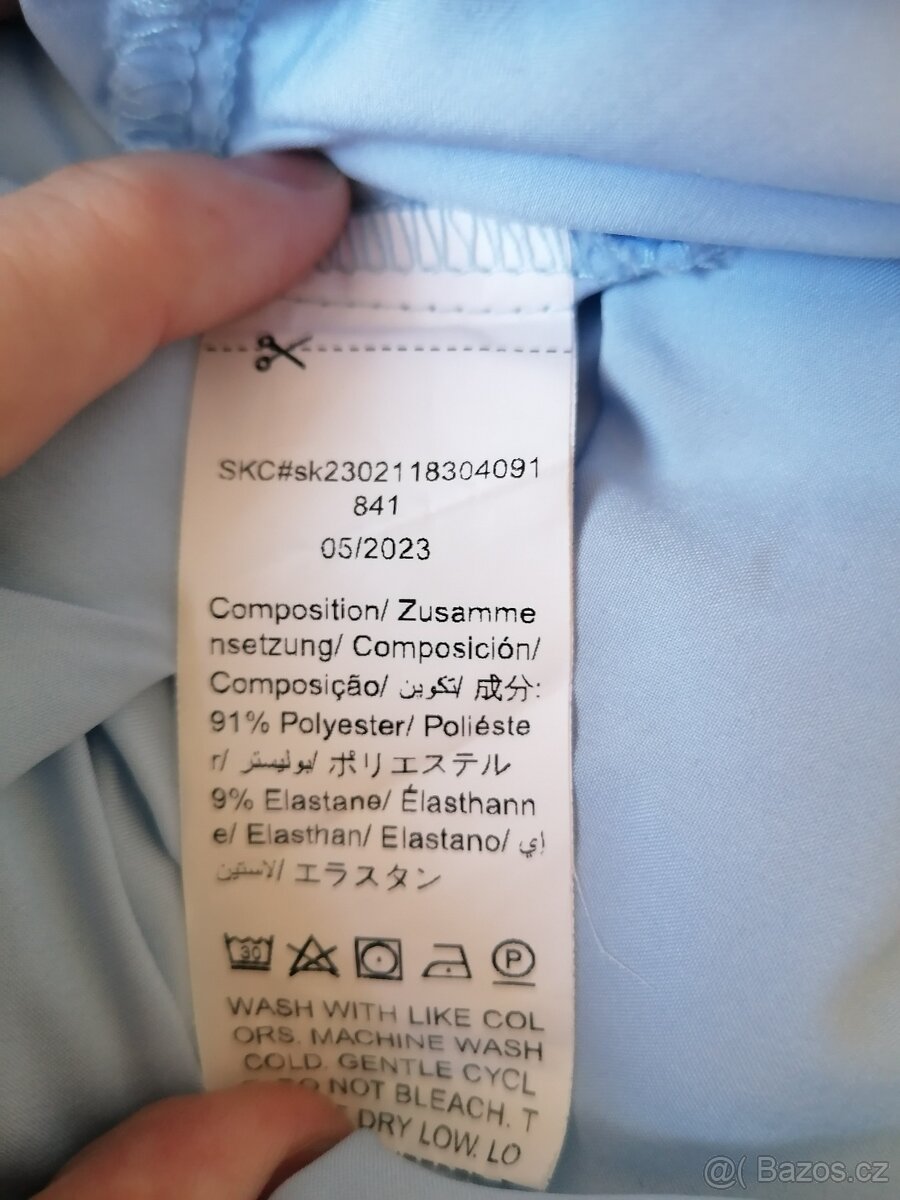 SKC#sk2302118304091
841
05/2023
Composition/ Zusamme
nsetzung/ Composición/
Composição/ تكوين/ 成分:
91% Polyester/ Poliéste
r/ بوليستر/ ポリエステル
9% Elastane/ Élasthann
e/ Elasthan/ Elastano/ إي
لاستين/ エラスタン
30
P
WASH WITH LIKE COL
ORS. MACHINE WASH
COLD. GENTLE CYCL
NOT BLEACH. T
DRY LOW. LO
@( Bazos.cz